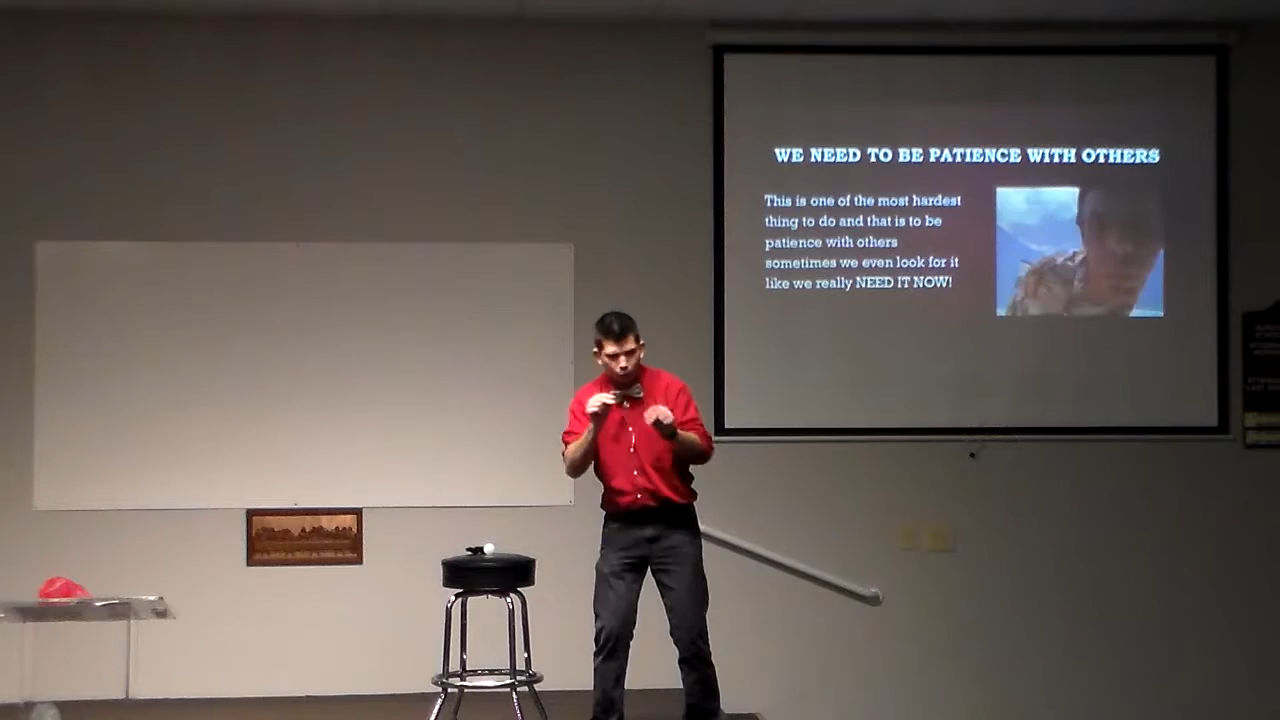 WE NEED TO BE PATIENCE WITH OTHERS
This is one of the most hardest
thing to do and that is to be
patience with others
sometimes we even look for it
like we really NEED IT NOW!